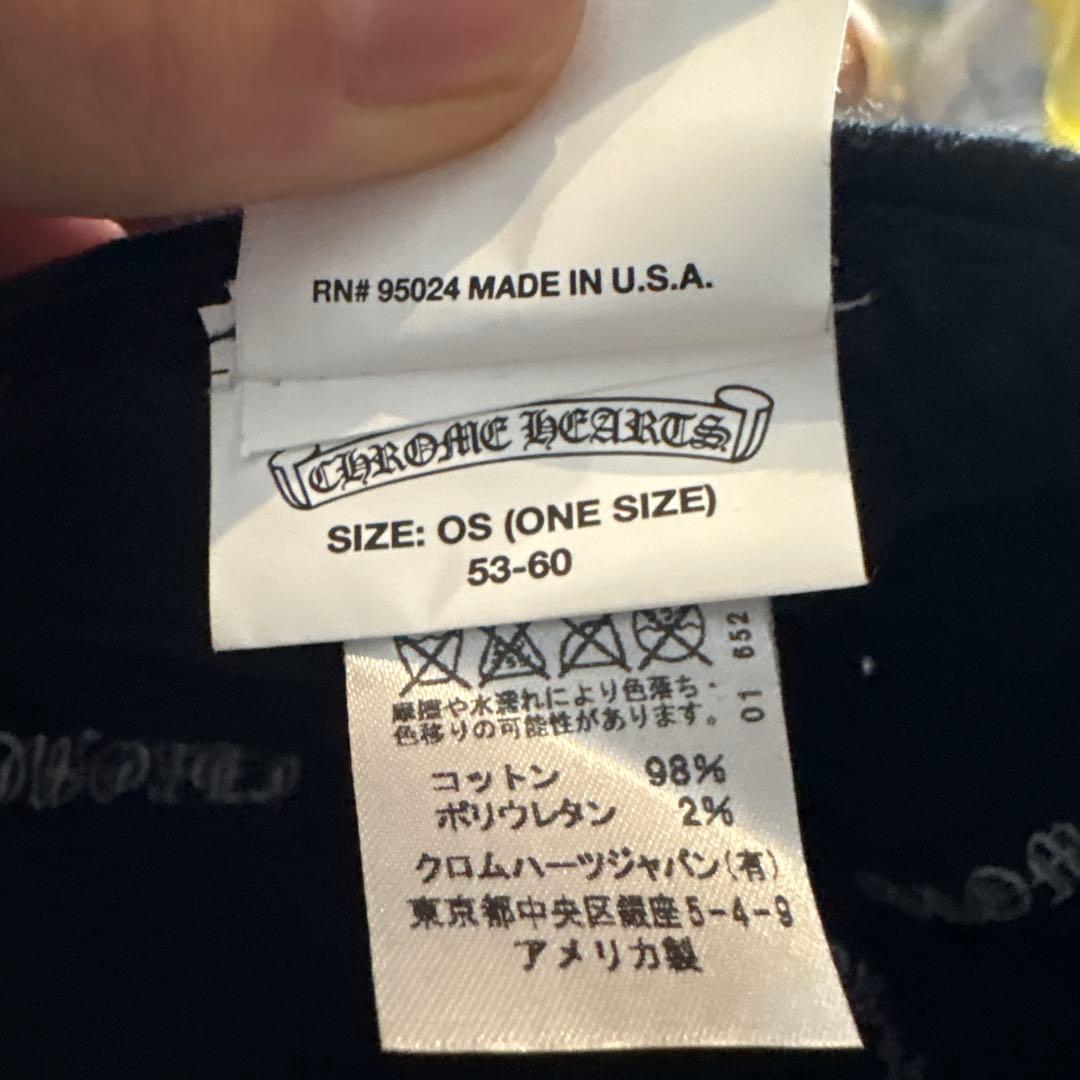 RN# 95024 MADE IN U.S.A.
CHROME HEARTS
SIZE: OS (ONE SIZE)
53-60
01 652
摩擦や水濡れにより色落ち・
色移りの可能性があります。
コットン 98%
ポリウレタン 2%
クロムハーツジャパン(有)
東京都中央区銀座5-4-9
アメリカ製